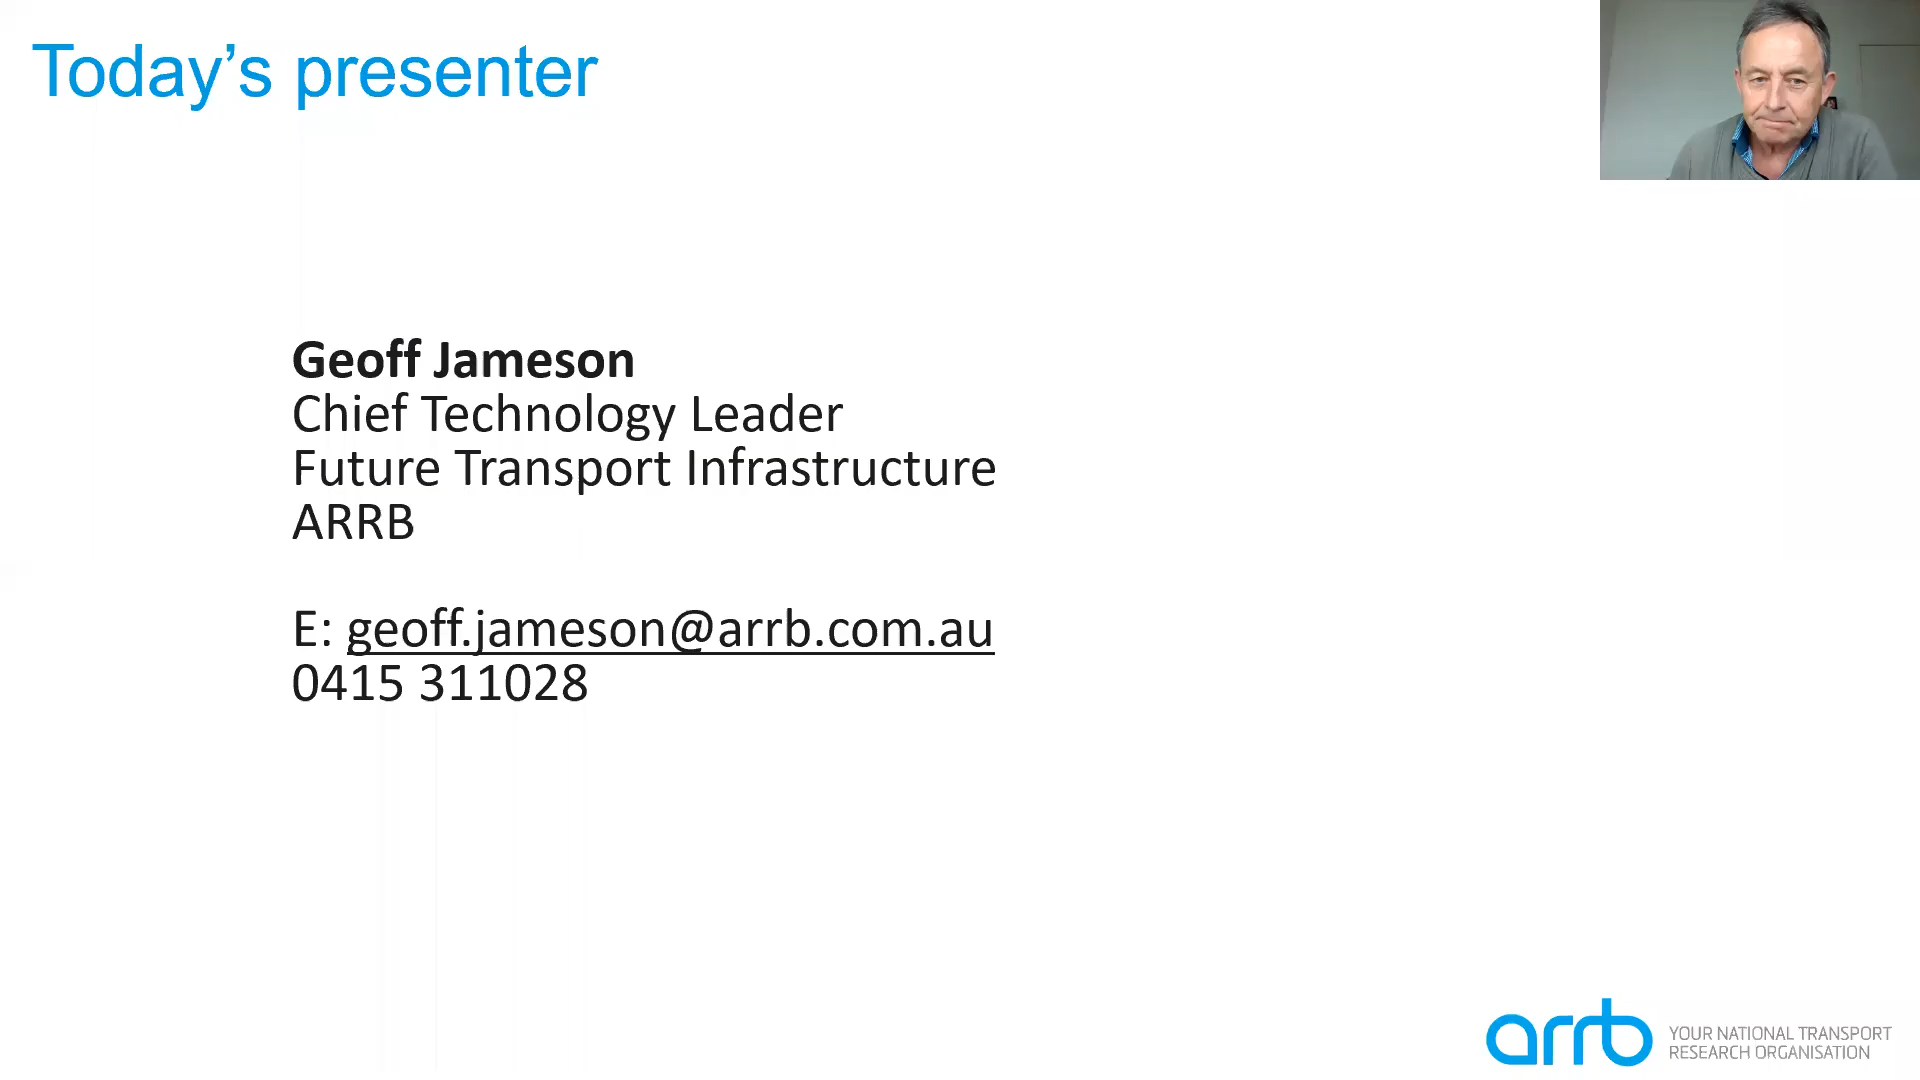 Today’s presenter
Geoff Jameson
Chief Technology Leader
Future Transport Infrastructure
ARRB
E: geoff.jameson@arrb.com.au
0415 311028
arrb
YOUR NATIONAL TRANSPORT
RESEARCH ORGANISATION